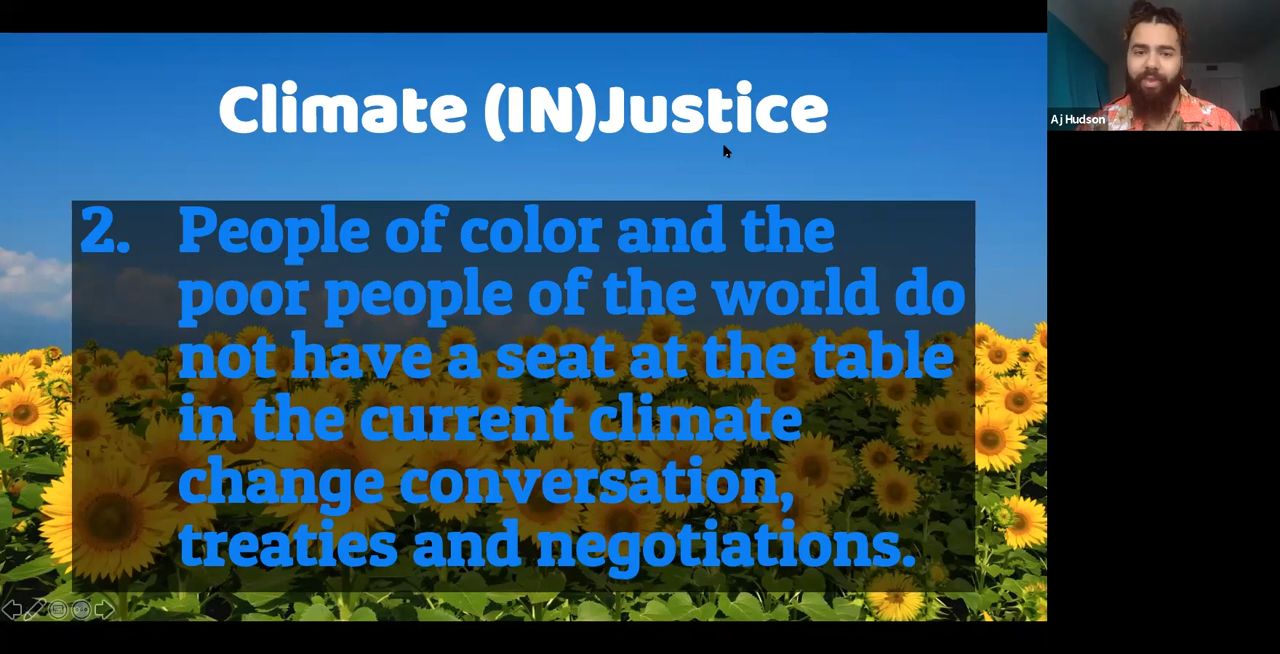 Climate (IN)Justice
Aj Hudson
2. People of color and the
poor people of the world do
not have a seat at the table
in the current climate
change conversation,
treaties and negotiations.